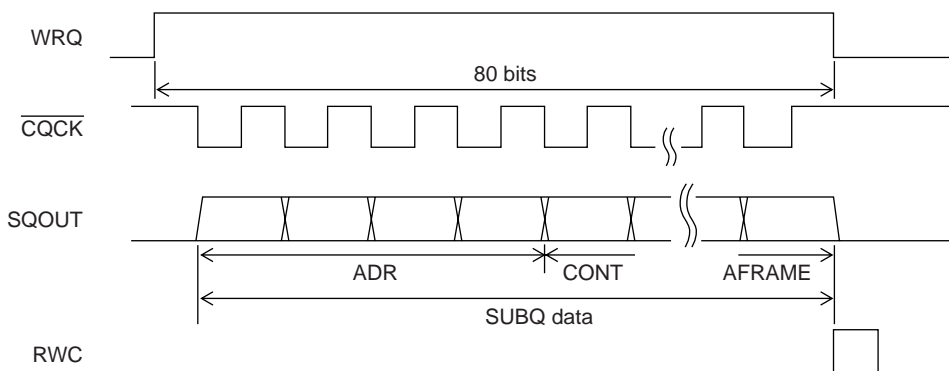 WRQ
80 bits
CQCK
SQOUT
ADR
CONT
AFRAME
SUBQ data
RWC